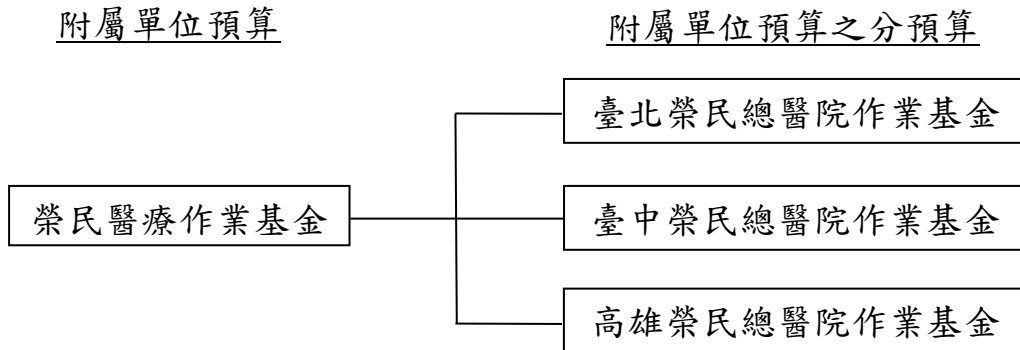 附屬單位預算
附屬單位預算之分預算
臺北榮民總醫院作業基金
榮民醫療作業基金
臺中榮民總醫院作業基金
高雄榮民總醫院作業基金